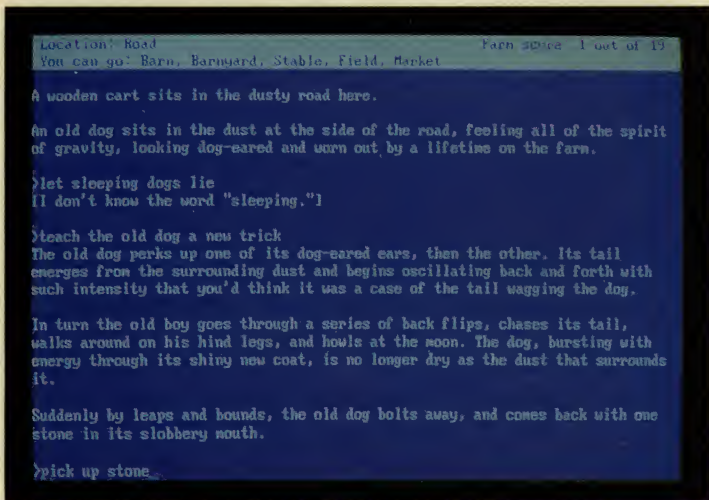 Location: Road Farn score 1 out of 19
You can go: Barn, Barnyard, Stable, Field, Market
A wooden cart sits in the dusty road here.
An old dog sits in the dust at the side of the road, feeling all of the spirit
of gravity, looking dog-eared and worn out by a lifetime on the farm.
>let sleeping dogs lie
[I don't know the word "sleeping."]
>teach the old dog a new trick
The old dog perks up one of its dog-eared ears, then the other. Its tail
emerges from the surrounding dust and begins oscillating back and forth with
such intensity that you'd think it was a case of the tail wagging the dog.
In turn the old boy goes through a series of back flips, chases its tail,
walks around on his hind legs, and howls at the moon. The dog, bursting with
energy through its shiny new coat, is no longer dry as the dust that surrounds
it.
Suddenly by leaps and bounds, the old dog bolts away, and comes back with one
stone in its slobbery mouth.
>pick up stone